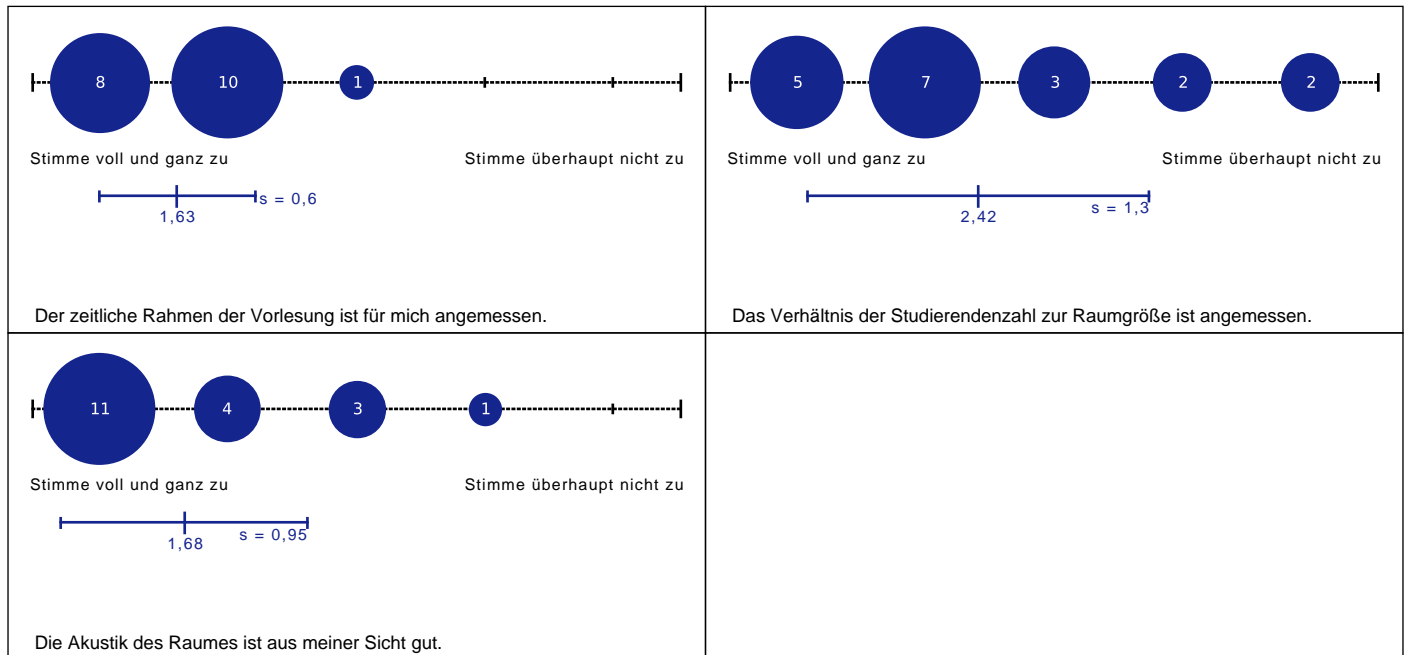 8 10 1
Stimme voll und ganz zu Stimme überhaupt nicht zu
s = 0,6
1,63
Der zeitliche Rahmen der Vorlesung ist für mich angemessen.
5 7 3 2 2
Stimme voll und ganz zu Stimme überhaupt nicht zu
s = 1,3
2,42
Das Verhältnis der Studierendenzahl zur Raumgröße ist angemessen.
11 4 3 1
Stimme voll und ganz zu Stimme überhaupt nicht zu
s = 0,95
1,68
Die Akustik des Raumes ist aus meiner Sicht gut.